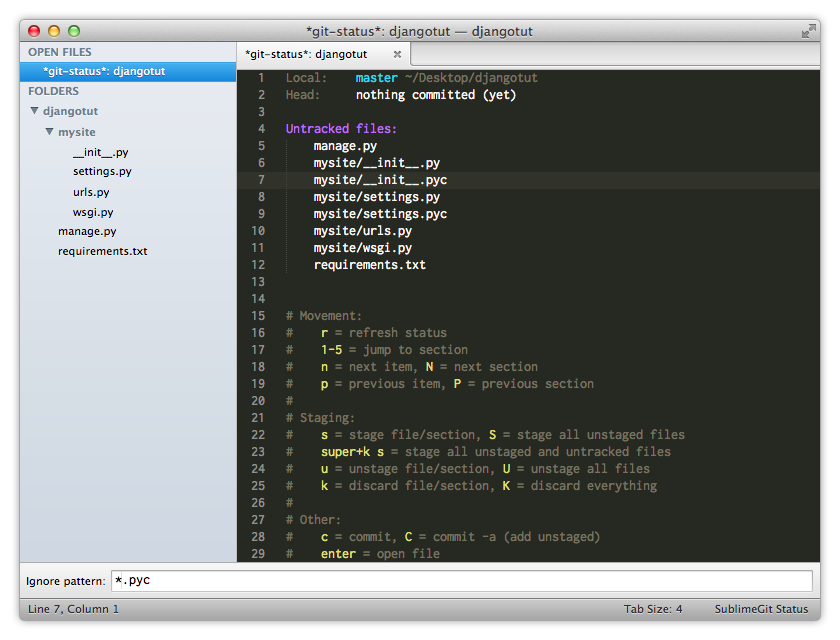 *git-status*: djangotut — djangotut
OPEN FILES
*git-status*: djangotut
FOLDERS
djangotut
mysite
__init__.py
settings.py
urls.py
wsgi.py
manage.py
requirements.txt
*git-status*: djangotut
1 Local: master ~/Desktop/djangotut
2 Head: nothing committed (yet)
3
4 Untracked files:
5 manage.py
6 mysite/__init__.py
7 mysite/__init__.pyc
8 mysite/settings.py
9 mysite/settings.pyc
10 mysite/urls.py
11 mysite/wsgi.py
12 requirements.txt
13
14
15 # Movement:
16 # r = refresh status
17 # 1-5 = jump to section
18 # n = next item, N = next section
19 # p = previous item, P = previous section
20 #
21 # Staging:
22 # s = stage file/section, S = stage all unstaged files
23 # super+k s = stage all unstaged and untracked files
24 # u = unstage file/section, U = unstage all files
25 # k = discard file/section, K = discard everything
26 #
27 # Other:
28 # c = commit, C = commit -a (add unstaged)
29 # enter = open file
Ignore pattern: *.pyc
Line 7, Column 1 Tab Size: 4 SublimeGit Status